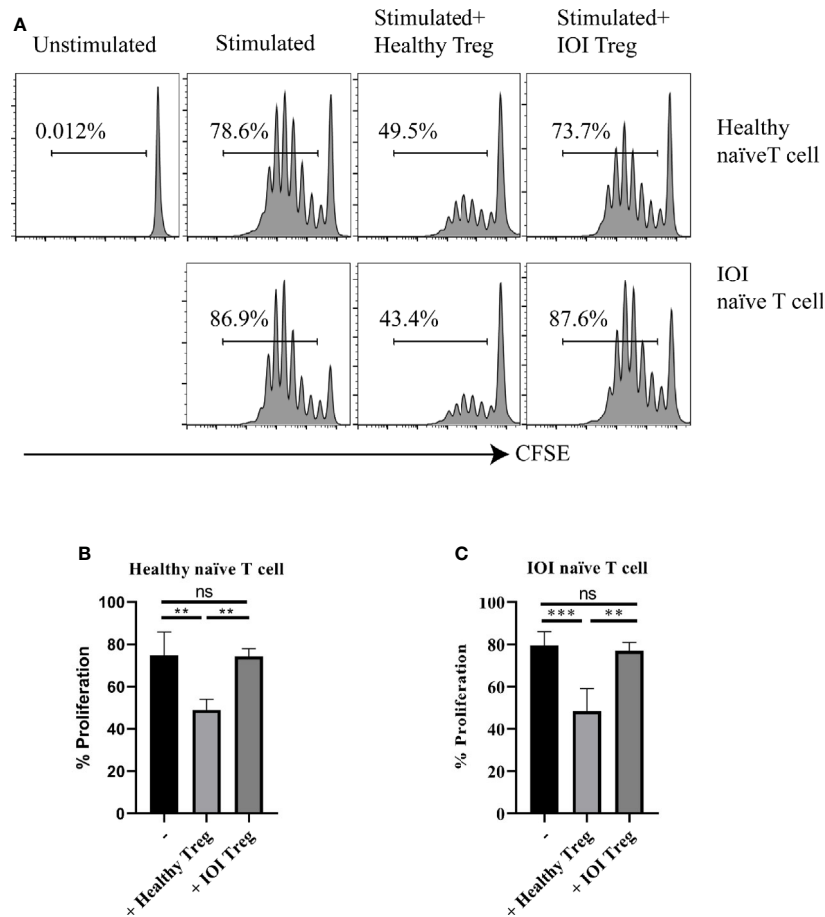 A
Unstimulated
Stimulated
Stimulated+
Healthy Treg
Stimulated+
IOI Treg
0.012%
78.6%
49.5%
73.7%
Healthy
naïveT cell
86.9%
43.4%
87.6%
IOI
naïve T cell
CFSE
B
Healthy naïve T cell
ns
** **
% Proliferation
100
80
60
40
20
0
-
+ Healthy Treg
+ IOI Treg
C
IOI naïve T cell
ns
*** **
% Proliferation
100
80
60
40
20
0
-
+ Healthy Treg
+ IOI Treg